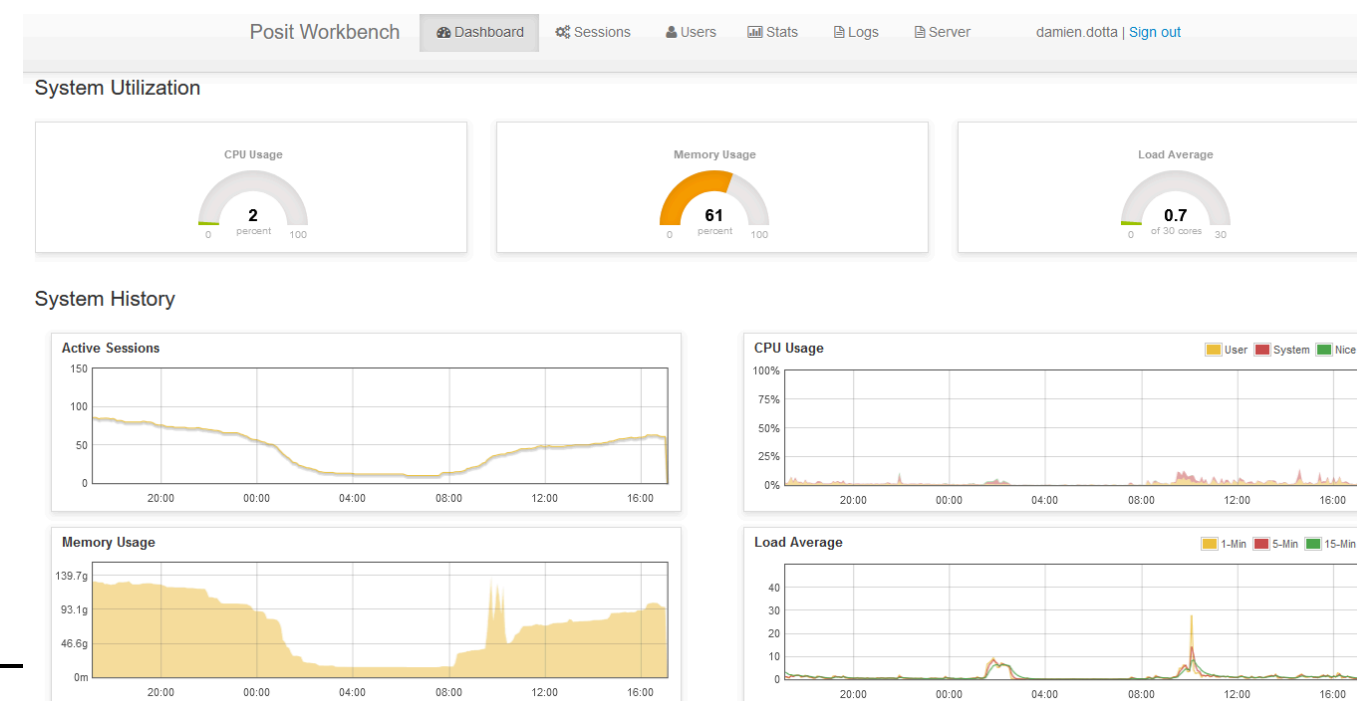 Posit Workbench Dashboard Sessions Users Stats Logs Server damien.dotta | Sign out
System Utilization
CPU Usage
2
percent
0 100
Memory Usage
61
percent
0 100
Load Average
0.7
of 30 cores
0 30
System History
Active Sessions
150
100
50
0
20:00 00:00 04:00 08:00 12:00 16:00
CPU Usage User System Nice
100%
75%
50%
25%
0%
20:00 00:00 04:00 08:00 12:00 16:00
Memory Usage
139.7g
93.1g
46.6g
0m
20:00 00:00 04:00 08:00 12:00 16:00
Load Average 1-Min 5-Min 15-Min
40
30
20
10
0
20:00 00:00 04:00 08:00 12:00 16:00